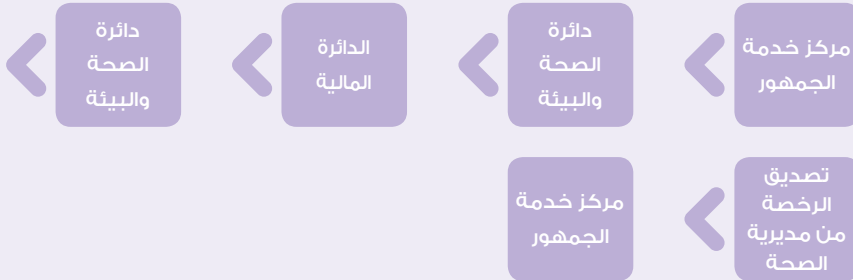 مركز خدمة
الجمهور
دائرة
الصحة
والبيئة
الدائرة
المالية
دائرة
الصحة
والبيئة
تصديق
الرخصة
من مديرية
الصحة
مركز خدمة
الجمهور